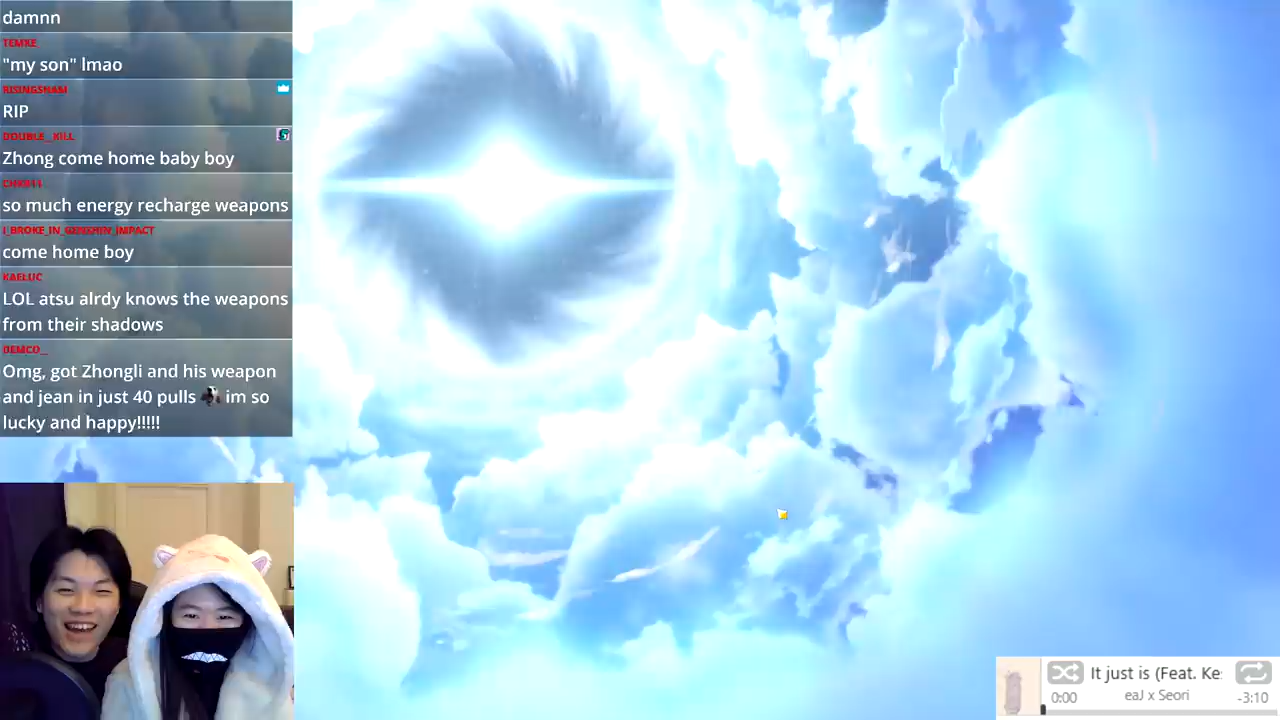 damnn
TEMKE
"my son" lmao
RISINGSHAM
RIP
DOUBLE__KILL
Zhong come home baby boy
so much energy recharge weapons
I_BROKE_IN_GENSHIN_IMPACT
come home boy
KAELUC
LOL atsu alrdy knows the weapons
from their shadows
DEMCO_
Omg, got Zhongli and his weapon
and jean in just 40 pulls im so
lucky and happy!!!!!
It just is (Feat. Ke
eaJ x Seori
0:00
-3:10